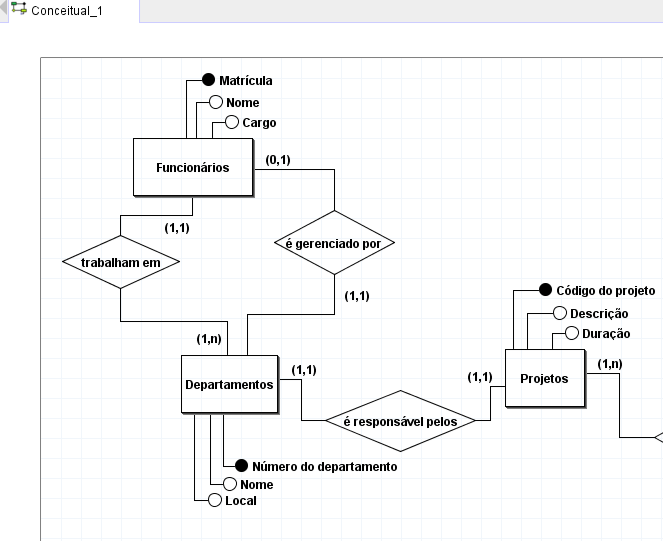 Conceitual_1
Matrícula
Nome
Cargo
Funcionários
(0,1)
(1,1)
é gerenciado por
trabalham em
(1,1)
(1,n)
Código do projeto
Descrição
Duração
Departamentos
(1,1)
(1,1)
Projetos
(1,n)
é responsável pelos
Número do departamento
Nome
Local